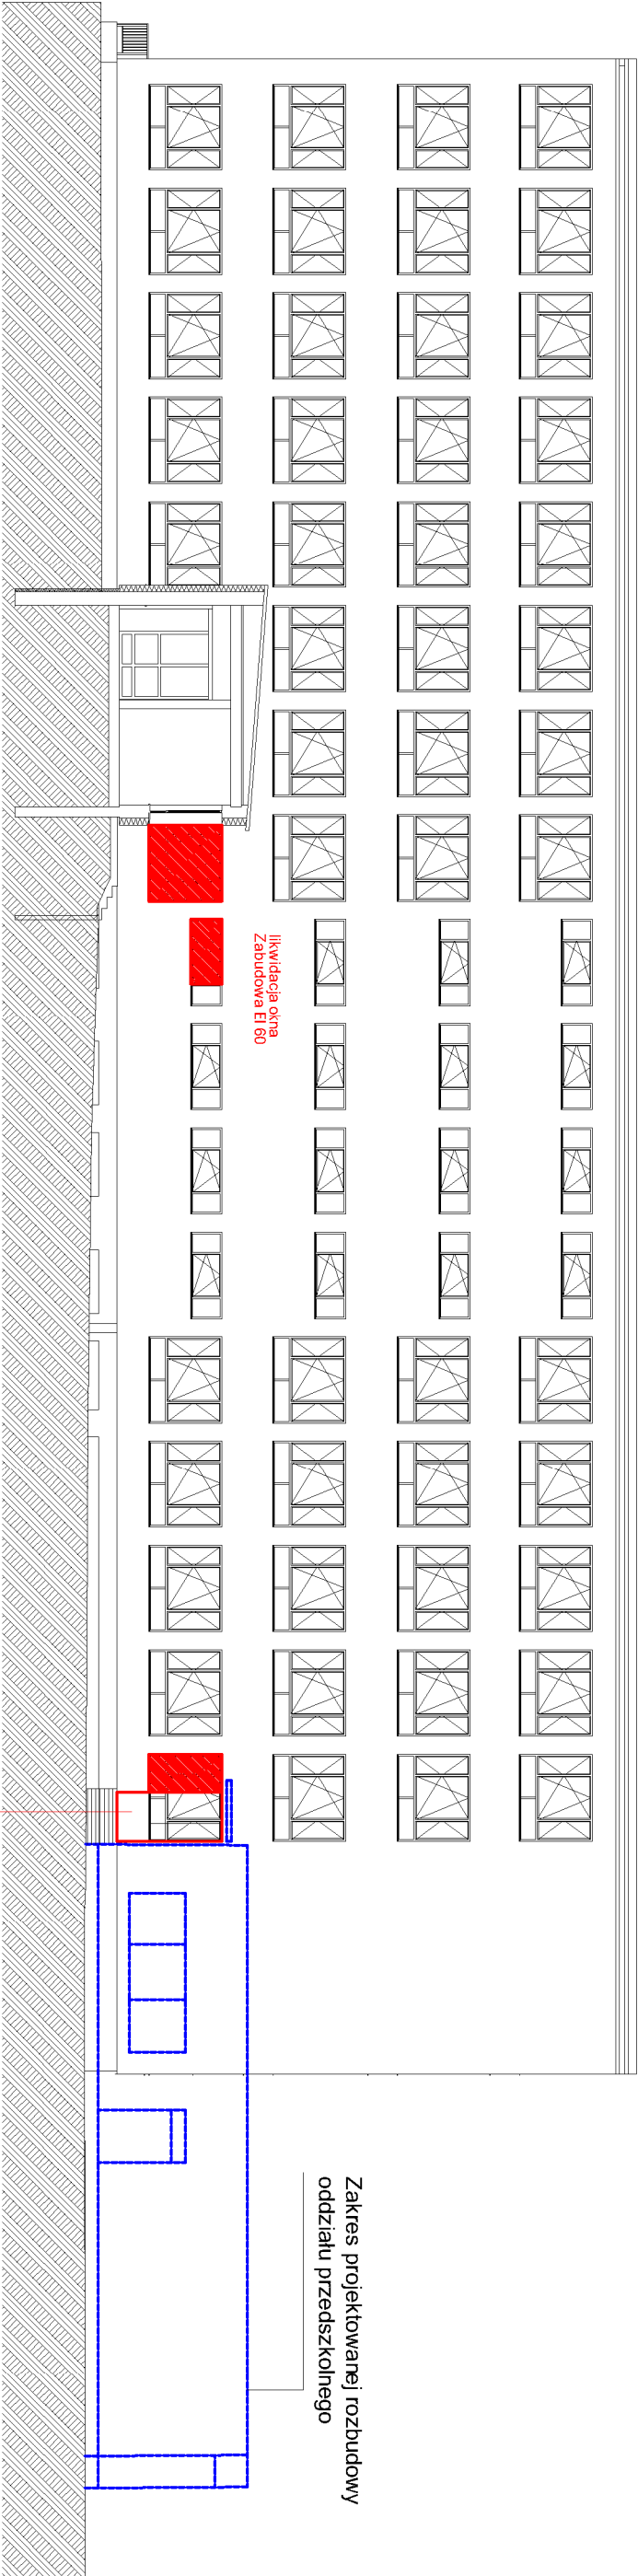 likwidacja okna
Zabudowa EI 60
Zakres projektowanej rozbudowy
oddziału przedszkolnego